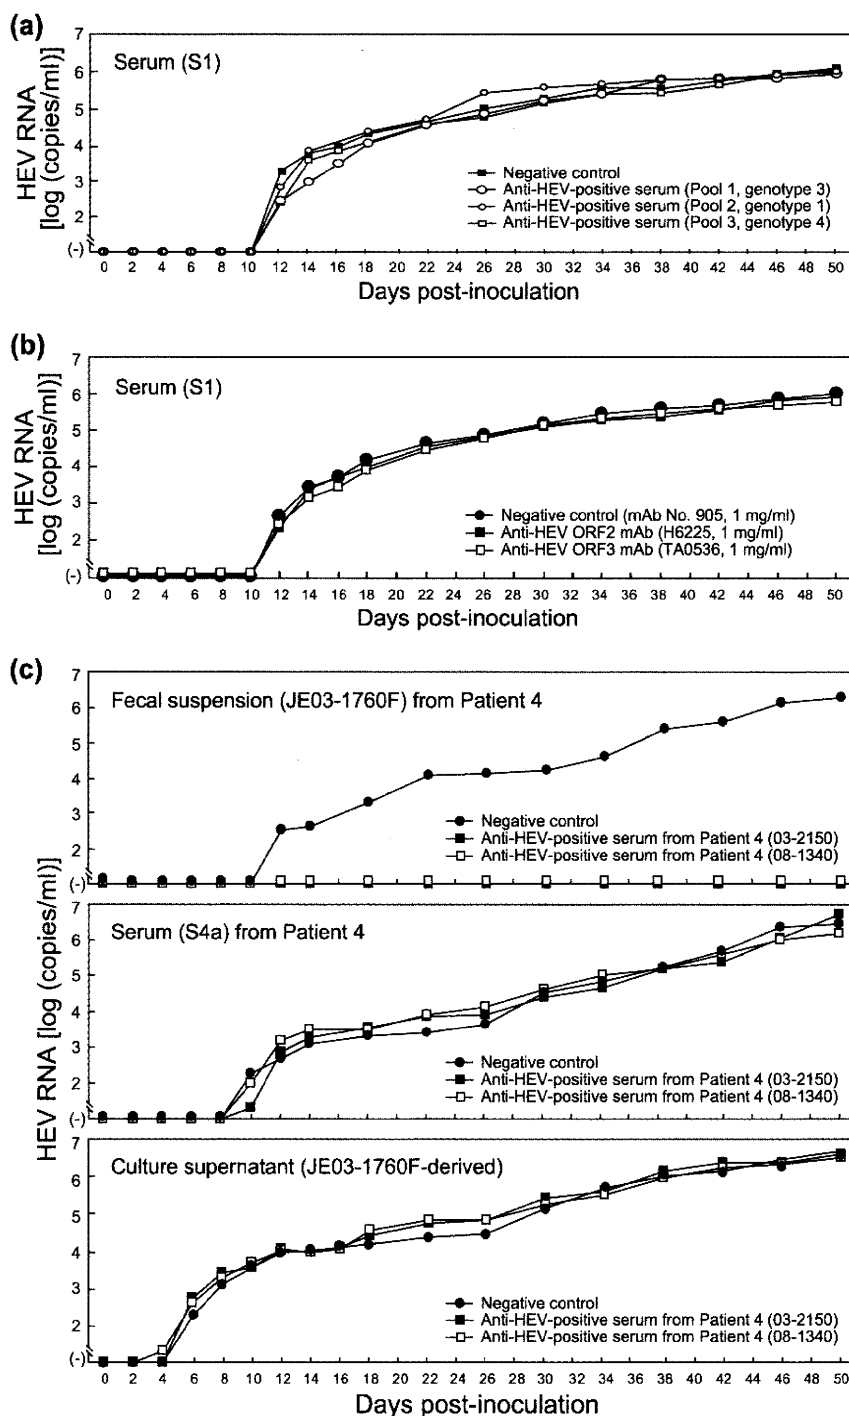 (a)
HEV RNA
[log (copies/ml)]
7
6
5
4
3
2
(-)
Serum (S1)
Negative control
Anti-HEV-positive serum (Pool 1, genotype 3)
Anti-HEV-positive serum (Pool 2, genotype 1)
Anti-HEV-positive serum (Pool 3, genotype 4)
0 2 4 6 8 10 12 14 16 18 20 22 24 26 28 30 32 34 36 38 40 42 44 46 48 50
Days post-inoculation
(b)
HEV RNA
[log (copies/ml)]
7
6
5
4
3
2
(-)
Serum (S1)
Negative control (mAb No. 905, 1 mg/ml)
Anti-HEV ORF2 mAb (H6225, 1 mg/ml)
Anti-HEV ORF3 mAb (TA0536, 1 mg/ml)
0 2 4 6 8 10 12 14 16 18 20 22 24 26 28 30 32 34 36 38 40 42 44 46 48 50
Days post-inoculation
(c)
HEV RNA [log (copies/ml)]
7
6
5
4
3
2
(-)
Fecal suspension (JE03-1760F) from Patient 4
Negative control
Anti-HEV-positive serum from Patient 4 (03-2150)
Anti-HEV-positive serum from Patient 4 (08-1340)
7
6
5
4
3
2
(-)
Serum (S4a) from Patient 4
Negative control
Anti-HEV-positive serum from Patient 4 (03-2150)
Anti-HEV-positive serum from Patient 4 (08-1340)
7
6
5
4
3
2
(-)
Culture supernatant (JE03-1760F-derived)
Negative control
Anti-HEV-positive serum from Patient 4 (03-2150)
Anti-HEV-positive serum from Patient 4 (08-1340)
0 2 4 6 8 10 12 14 16 18 20 22 24 26 28 30 32 34 36 38 40 42 44 46 48 50
Days post-inoculation